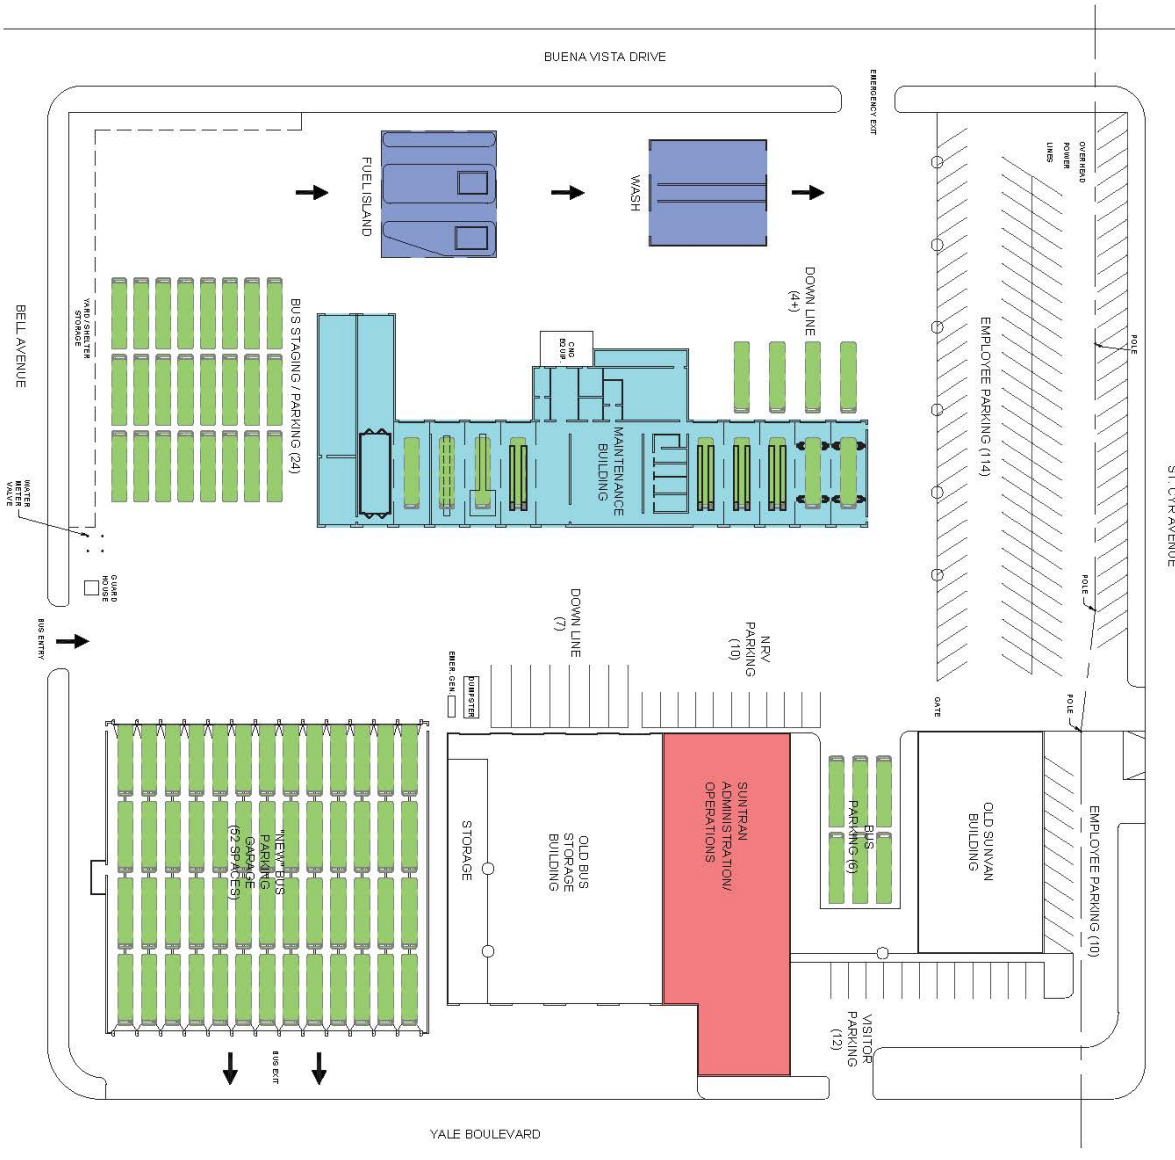 BUENA VISTA DRIVE
EMERGENCY EXIT
OVERHEAD
POWER
LINES
FUEL ISLAND
WASH
DOWN LINE
(4+)
POLE
BELL AVENUE
YARD / SHELTER
STORAGE
BUS STAGING / PARKING (24)
CNG
EQUIP.
MAINTENANCE
BUILDING
EMPLOYEE PARKING (114)
ST. CYR AVENUE
WATER
METER
VALVE
GUARD
HOUSE
BUS ENTRY
DOWN LINE
(7)
NRV
PARKING
(10)
POLE
POLE
GATE
EMER. GEN.
DUMPSTER
"NEW" BUS
PARKING
GARAGE
(52 SPACES)
STORAGE
OLD BUS
STORAGE
BUILDING
SUNTRAN
ADMINISTRATION/
OPERATIONS
BUS
PARKING (6)
OLD SUNVAN
BUILDING
EMPLOYEE PARKING (10)
VISITOR
PARKING
(12)
BUS EXIT
YALE BOULEVARD